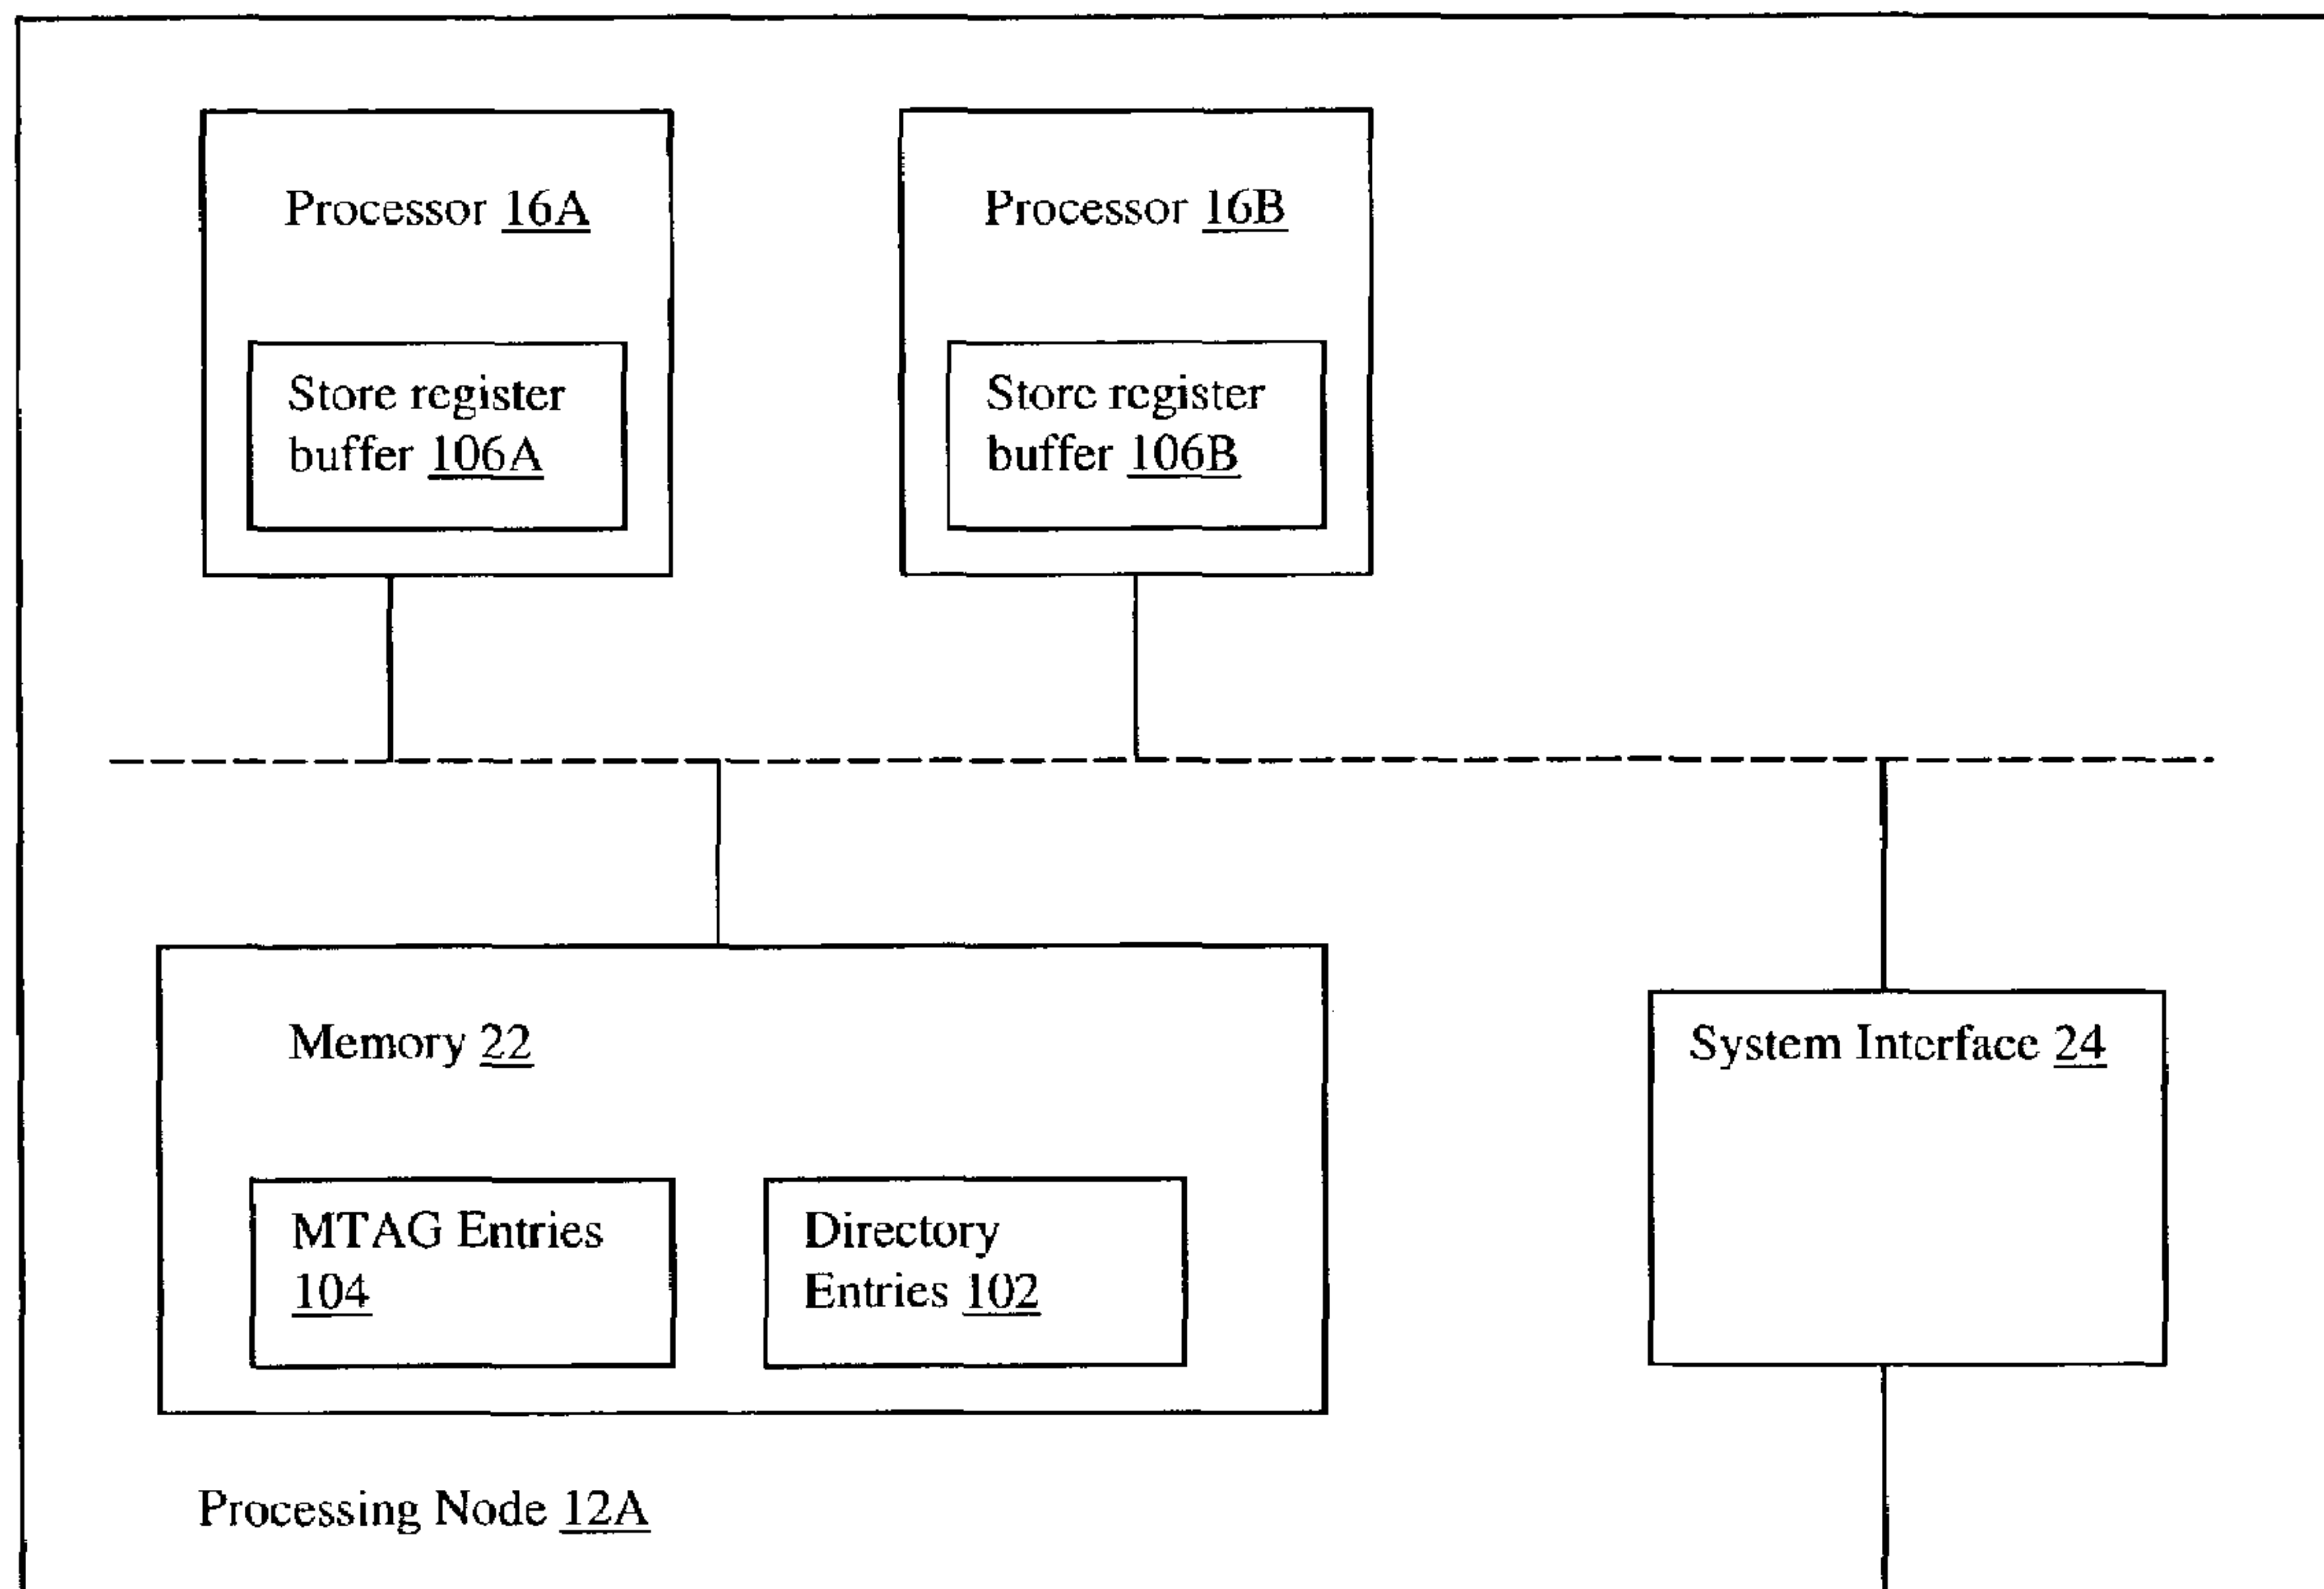 Processor 16A
Processor 16B
Store register
buffer 106A
Store register
buffer 106B
Memory 22
System Interface 24
MTAG Entries
104
Directory
Entries 102
Processing Node 12A